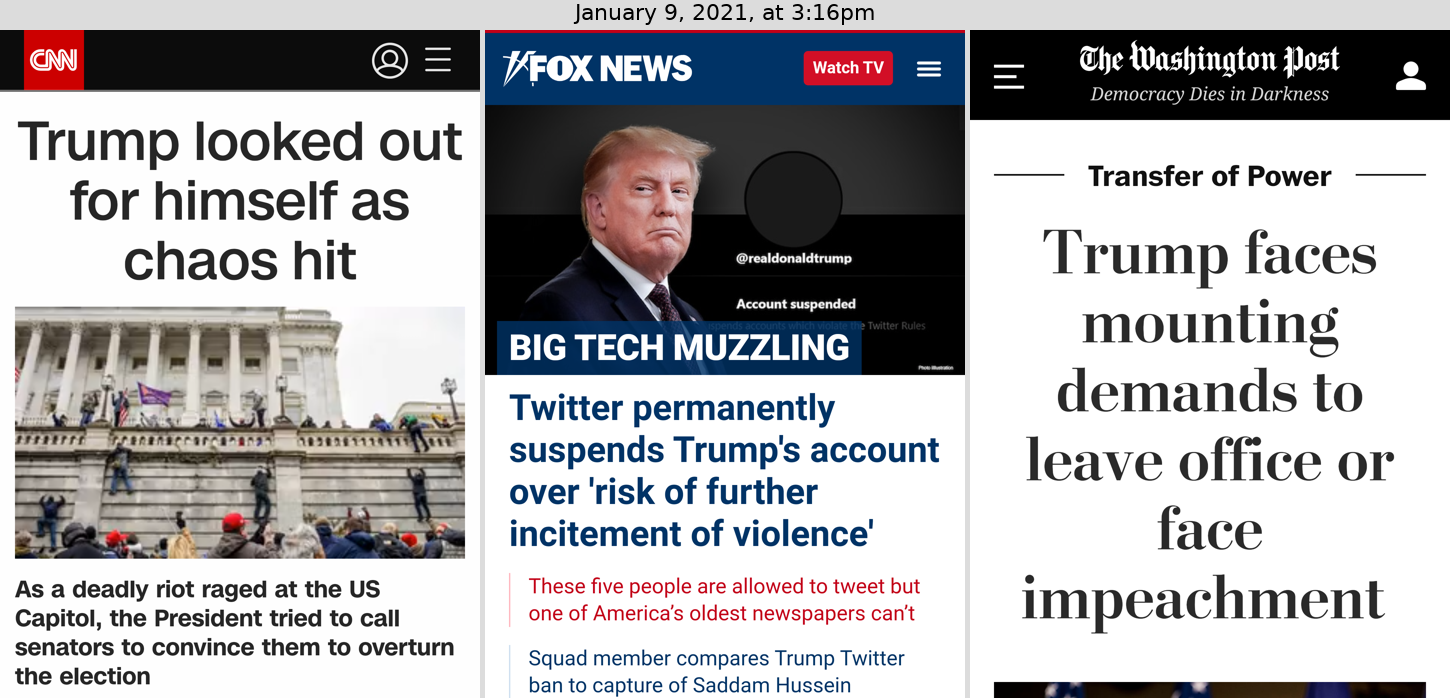 January 9, 2021, at 3:16pm
CNN
Trump looked out
for himself as
chaos hit
As a deadly riot raged at the US
Capitol, the President tried to call
senators to convince them to overturn
the election
FOX NEWS
Watch TV
@realdonaldtrump
Account suspended
spends accounts which violate the Twitter Rules
BIG TECH MUZZLING
Photo Illustration
Twitter permanently
suspends Trump's account
over 'risk of further
incitement of violence'
These five people are allowed to tweet but
one of America’s oldest newspapers can’t
Squad member compares Trump Twitter
ban to capture of Saddam Hussein
The Washington Post
Democracy Dies in Darkness
Transfer of Power
Trump faces
mounting
demands to
leave office or
face
impeachment